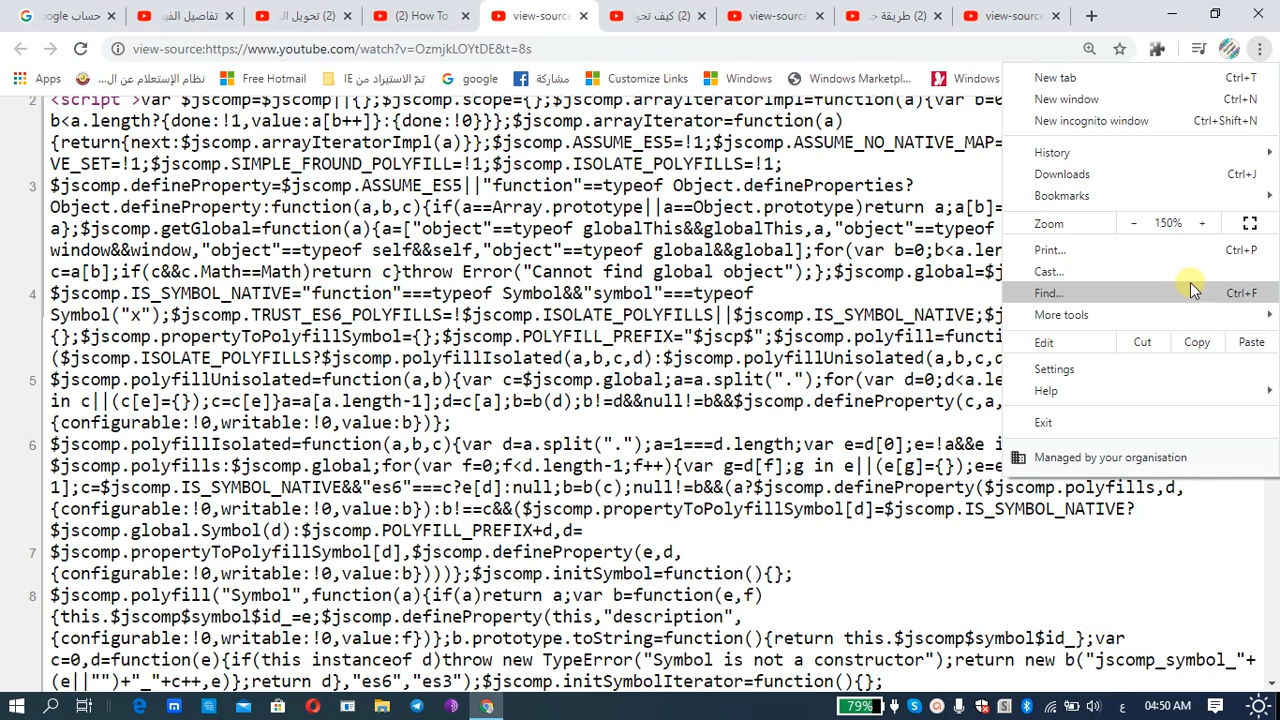 حساب google
تفاصيل الفيد
(2) تحويل ال
(2) How To
view-source
(2) كيف تحوا
view-source
(2) طريقة حذ
view-source
view-source:https://www.youtube.com/watch?v=OzmjkLOYtDE&t=8s
Apps
نظام الإستعلام عن ال...
Free Hotmail
تمّ الاستيراد من IE
google
مشاركة
Customize Links
Windows
Windows Marketpl...
Windows
2
<script >var $jscomp=$jscomp||{};$jscomp.scope={};$jscomp.arrayIteratorImpl=function(a){var b=0
b<a.length?{done:!1,value:a[b++]}:{done:!0}}};$jscomp.arrayIterator=function(a)
{return{next:$jscomp.arrayIteratorImpl(a)}};$jscomp.ASSUME_ES5=!1;$jscomp.ASSUME_NO_NATIVE_MAP=
VE_SET=!1;$jscomp.SIMPLE_FROUND_POLYFILL=!1;$jscomp.ISOLATE_POLYFILLS=!1;
3
$jscomp.defineProperty=$jscomp.ASSUME_ES5||"function"==typeof Object.defineProperties?
Object.defineProperty:function(a,b,c){if(a==Array.prototype||a==Object.prototype)return a;a[b]=
a};$jscomp.getGlobal=function(a){a=["object"==typeof globalThis&&globalThis,a,"object"==typeof
window&&window,"object"==typeof self&&self,"object"==typeof global&&global];for(var b=0;b<a.len
c=a[b];if(c&&c.Math==Math)return c}throw Error("Cannot find global object");};$jscomp.global=$j
4
$jscomp.IS_SYMBOL_NATIVE="function"===typeof Symbol&&"symbol"===typeof
Symbol("x");$jscomp.TRUST_ES6_POLYFILLS=!$jscomp.ISOLATE_POLYFILLS||$jscomp.IS_SYMBOL_NATIVE;$j
{};$jscomp.propertyToPolyfillSymbol={};$jscomp.POLYFILL_PREFIX="$jscp$";$jscomp.polyfill=functi
($jscomp.ISOLATE_POLYFILLS?$jscomp.polyfillIsolated(a,b,c,d):$jscomp.polyfillUnisolated(a,b,c,d
5
$jscomp.polyfillUnisolated=function(a,b){var c=$jscomp.global;a=a.split(".");for(var d=0;d<a.le
in c||(c[e]={});c=c[e]}a=a[a.length-1];d=c[a];b=b(d);b!=d&&null!=b&&$jscomp.defineProperty(c,a,
{configurable:!0,writable:!0,value:b})};
6
$jscomp.polyfillIsolated=function(a,b,c){var d=a.split(".");a=1===d.length;var e=d[0];e=!a&&e i
$jscomp.polyfills:$jscomp.global;for(var f=0;f<d.length-1;f++){var g=d[f];g in e||(e[g]={});e=e
1];c=$jscomp.IS_SYMBOL_NATIVE&&"es6"===c?e[d]:null;b=b(c);null!=b&&(a?$jscomp.defineProperty($jscomp.polyfills,d,
{configurable:!0,writable:!0,value:b}):b!==c&&($jscomp.propertyToPolyfillSymbol[d]=$jscomp.IS_SYMBOL_NATIVE?
$jscomp.global.Symbol(d):$jscomp.POLYFILL_PREFIX+d,d=
7
$jscomp.propertyToPolyfillSymbol[d],$jscomp.defineProperty(e,d,
{configurable:!0,writable:!0,value:b})))};$jscomp.initSymbol=function(){};
8
$jscomp.polyfill("Symbol",function(a){if(a)return a;var b=function(e,f)
{this.$jscomp$symbol$id_=e;$jscomp.defineProperty(this,"description",
{configurable:!0,writable:!0,value:f})};b.prototype.toString=function(){return this.$jscomp$symbol$id_};var
c=0,d=function(e){if(this instanceof d)throw new TypeError("Symbol is not a constructor");return new b("jscomp_symbol_"+
(e||"")+"_"+c++,e)};return d},"es6","es3");$jscomp.initSymbolIterator=function(){};
New tab Ctrl+T
New window Ctrl+N
New incognito window Ctrl+Shift+N
History
Downloads Ctrl+J
Bookmarks
Zoom − 150% +
Print... Ctrl+P
Cast...
Find... Ctrl+F
More tools
Edit Cut Copy Paste
Settings
Help
Exit
Managed by your organisation
79%
ع
04:50 AM